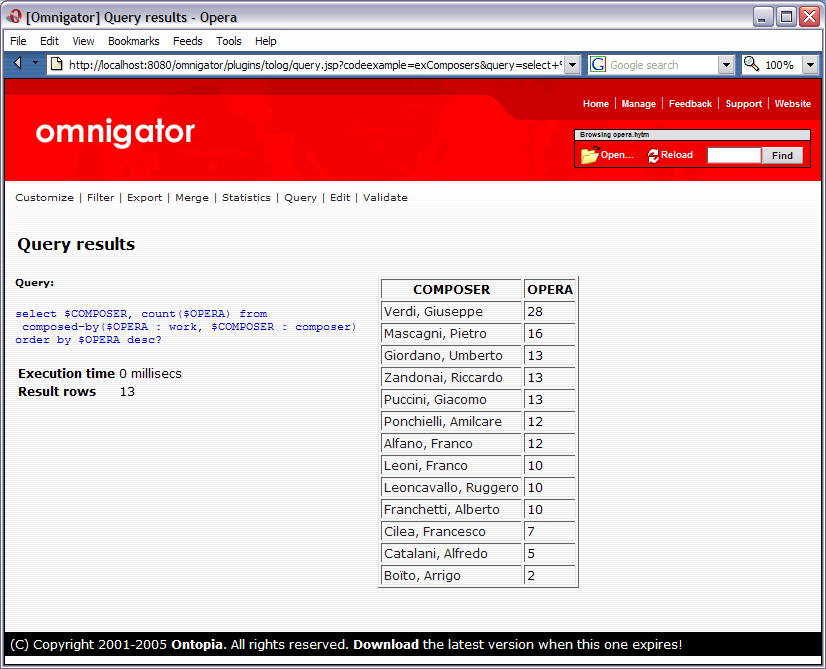 [Omnigator] Query results - Opera
File Edit View Bookmarks Feeds Tools Help
http://localhost:8080/omnigator/plugins/tolog/query.jsp?codeexample=exComposers&query=select+ Google search 100%
Home | Manage | Feedback | Support | Website
omnigator
Browsing opera.hytm
Open... Reload Find
Customize | Filter | Export | Merge | Statistics | Query | Edit | Validate
Query results
Query:
select $COMPOSER, count($OPERA) from
composed-by($OPERA : work, $COMPOSER : composer)
order by $OPERA desc?
Execution time 0 millisecs
Result rows 13
COMPOSER OPERA
Verdi, Giuseppe 28
Mascagni, Pietro 16
Giordano, Umberto 13
Zandonai, Riccardo 13
Puccini, Giacomo 13
Ponchielli, Amilcare 12
Alfano, Franco 12
Leoni, Franco 10
Leoncavallo, Ruggero 10
Franchetti, Alberto 10
Cilea, Francesco 7
Catalani, Alfredo 5
Boïto, Arrigo 2
(C) Copyright 2001-2005 Ontopia. All rights reserved. Download the latest version when this one expires!